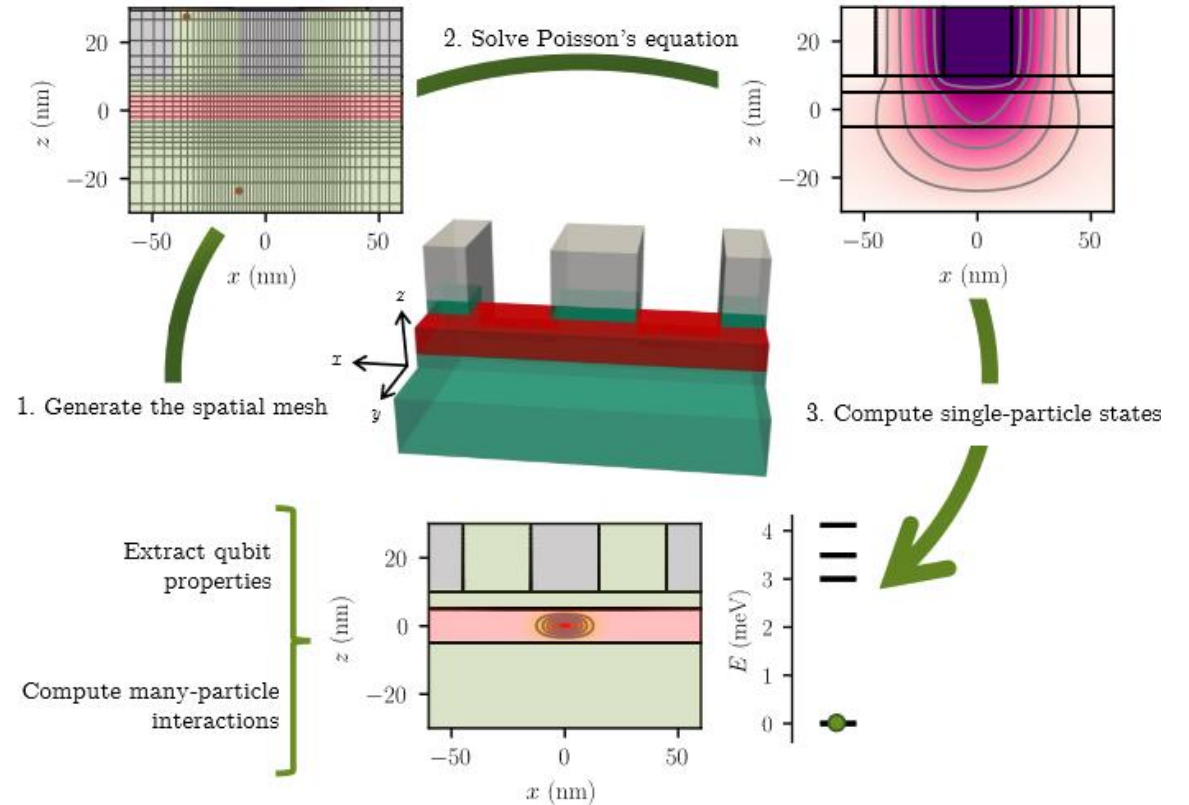 2. Solve Poisson's equation
20
0
−20
z (nm)
−50
0
50
x (nm)
20
0
−20
z (nm)
−50
0
50
x (nm)
z
x
y
1. Generate the spatial mesh
3. Compute single-particle states
Extract qubit
properties
Compute many-particle
interactions
20
0
−20
z (nm)
−50
0
50
x (nm)
4
3
2
1
0
E (meV)